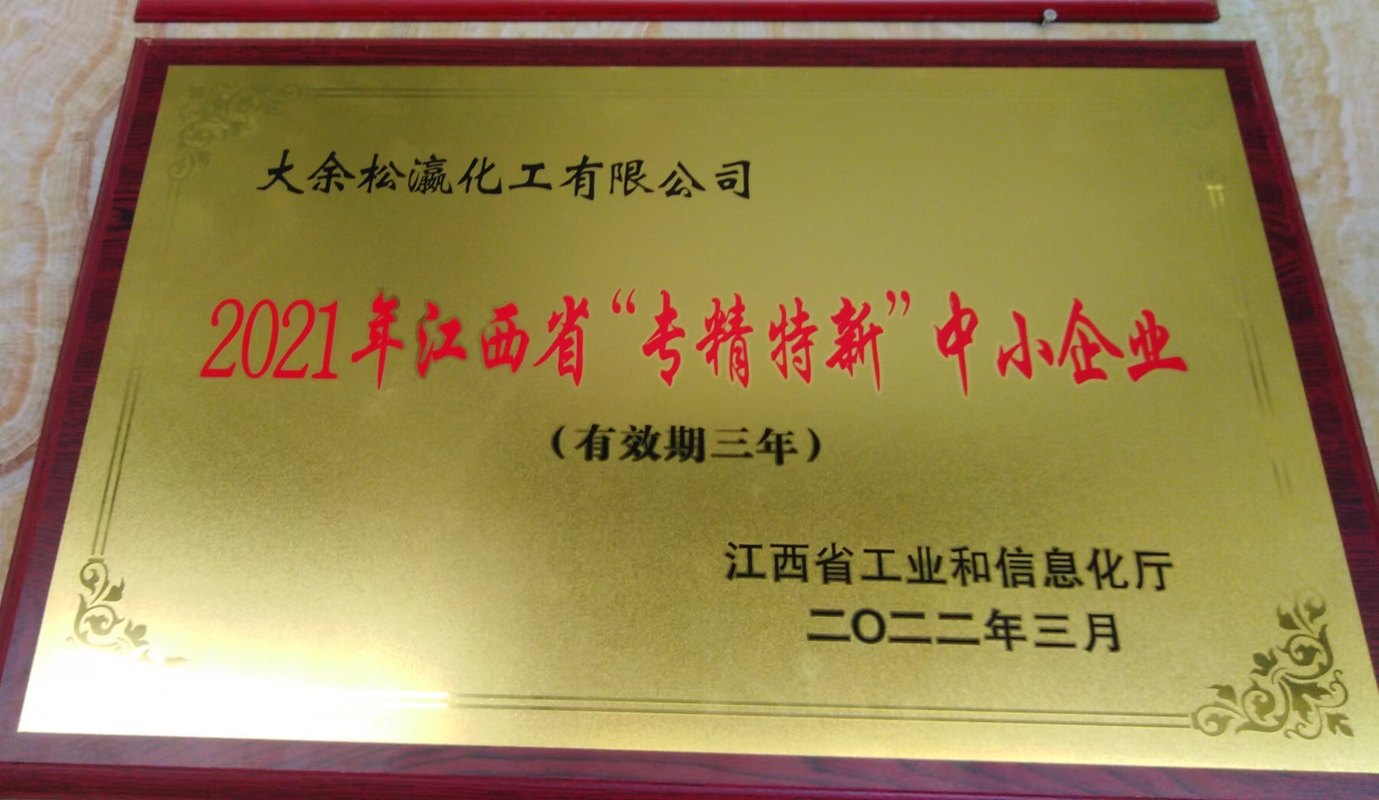 大余松瀛化工有限公司
2021年江西省“专精特新”中小企业
（有效期三年）
江西省工业和信息化厅
二〇二二年三月